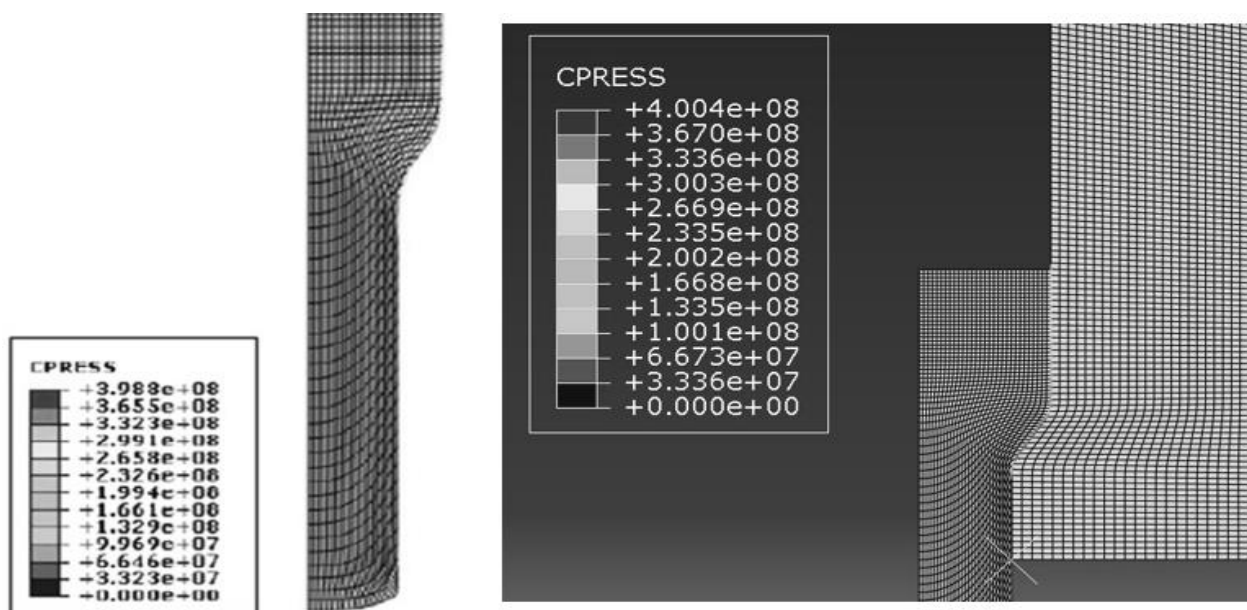 CPRESS
+3.988e+08
+3.655e+08
+3.323e+08
+2.991e+08
+2.658e+08
+2.326e+08
+1.994e+08
+1.661e+08
+1.329e+08
+9.969e+07
+6.646e+07
+3.323e+07
+0.000e+00
CPRESS
+4.004e+08
+3.670e+08
+3.336e+08
+3.003e+08
+2.669e+08
+2.335e+08
+2.002e+08
+1.668e+08
+1.335e+08
+1.001e+08
+6.673e+07
+3.336e+07
+0.000e+00